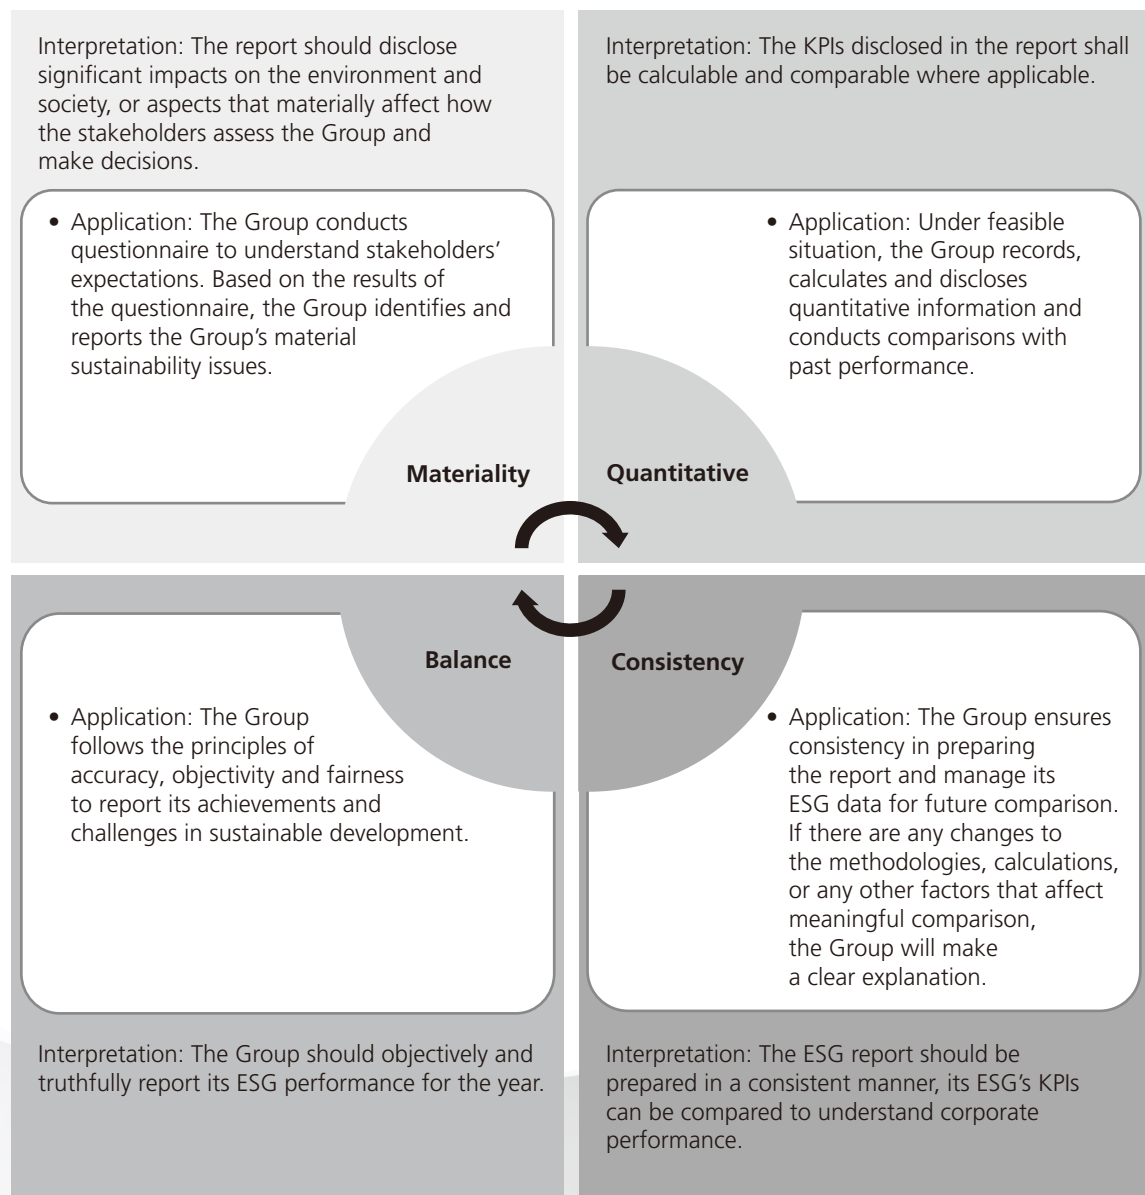 Interpretation: The report should disclose
significant impacts on the environment and
society, or aspects that materially affect how
the stakeholders assess the Group and
make decisions.
• Application: The Group conducts
questionnaire to understand stakeholders’
expectations. Based on the results of
the questionnaire, the Group identifies and
reports the Group’s material
sustainability issues.
Materiality
Interpretation: The KPIs disclosed in the report shall
be calculable and comparable where applicable.
• Application: Under feasible
situation, the Group records,
calculates and discloses
quantitative information and
conducts comparisons with
past performance.
Quantitative
Balance
• Application: The Group
follows the principles of
accuracy, objectivity and fairness
to report its achievements and
challenges in sustainable development.
Interpretation: The Group should objectively and
truthfully report its ESG performance for the year.
Consistency
• Application: The Group ensures
consistency in preparing
the report and manage its
ESG data for future comparison.
If there are any changes to
the methodologies, calculations,
or any other factors that affect
meaningful comparison,
the Group will make
a clear explanation.
Interpretation: The ESG report should be
prepared in a consistent manner, its ESG’s KPIs
can be compared to understand corporate
performance.